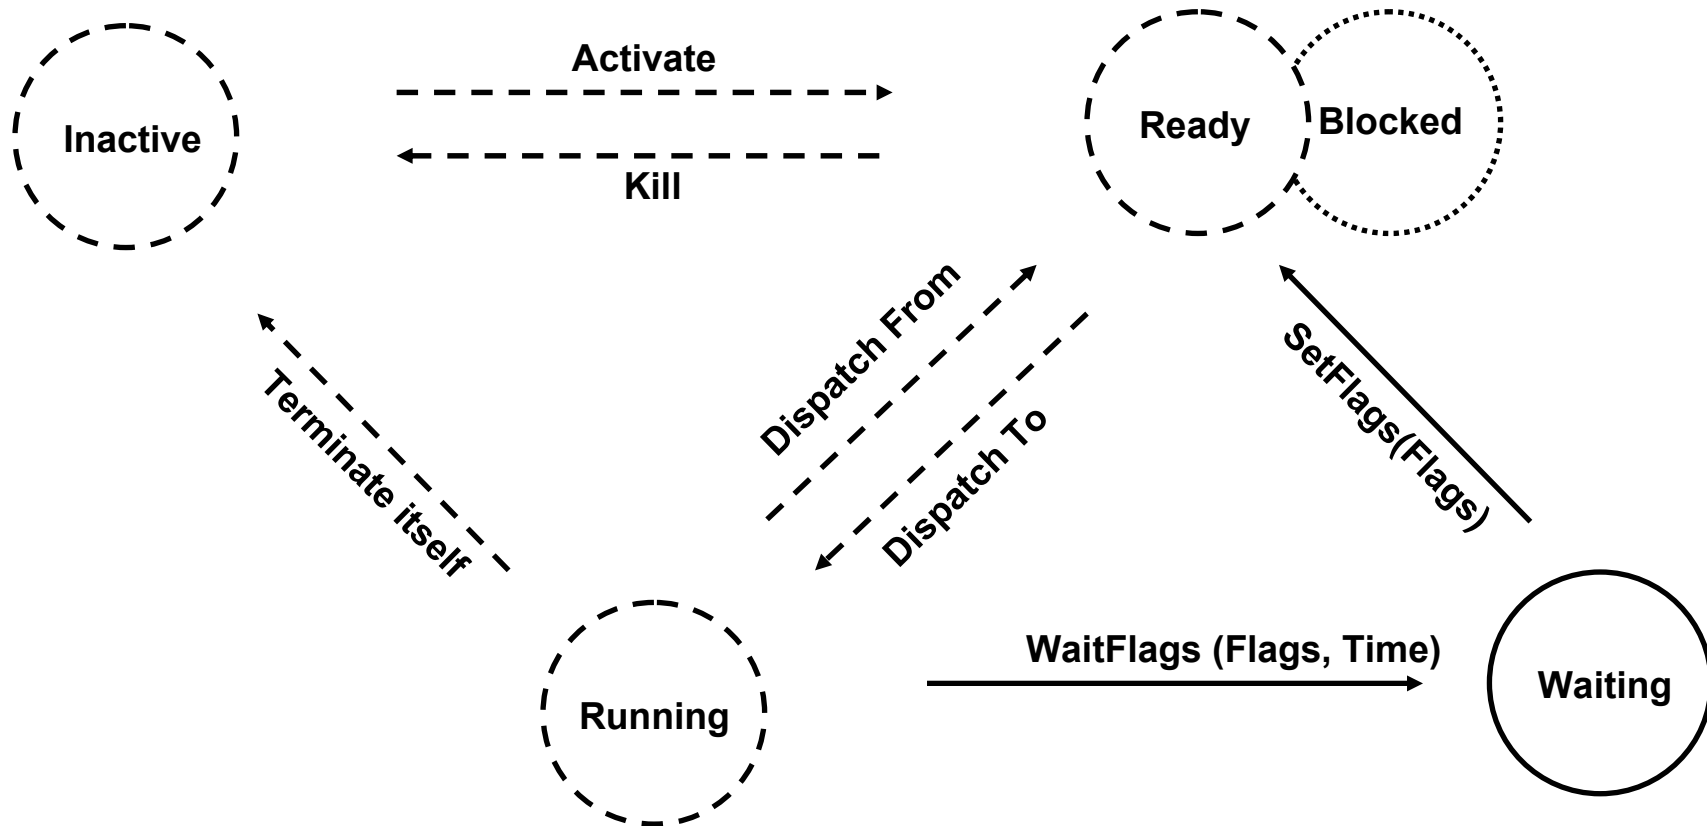 Activate
Inactive
Ready
Blocked
Kill
Dispatch From
SetFlags(Flags)
Terminate itself
Dispatch To
WaitFlags (Flags, Time)
Running
Waiting